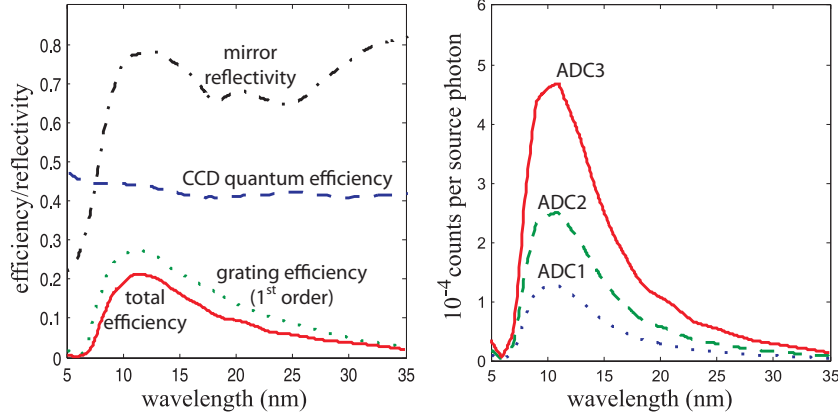 0.8
0.7
0.6
0.5
0.4
0.3
0.2
0.1
0
5 10 15 20 25 30 35
efficiency/reflectivity
wavelength (nm)
mirror
reflectivity
CCD quantum efficiency
grating efficiency
(1st order)
total
efficiency
6
5
4
3
2
1
0
5 10 15 20 25 30 35
10-4 counts per source photon
wavelength (nm)
ADC3
ADC2
ADC1